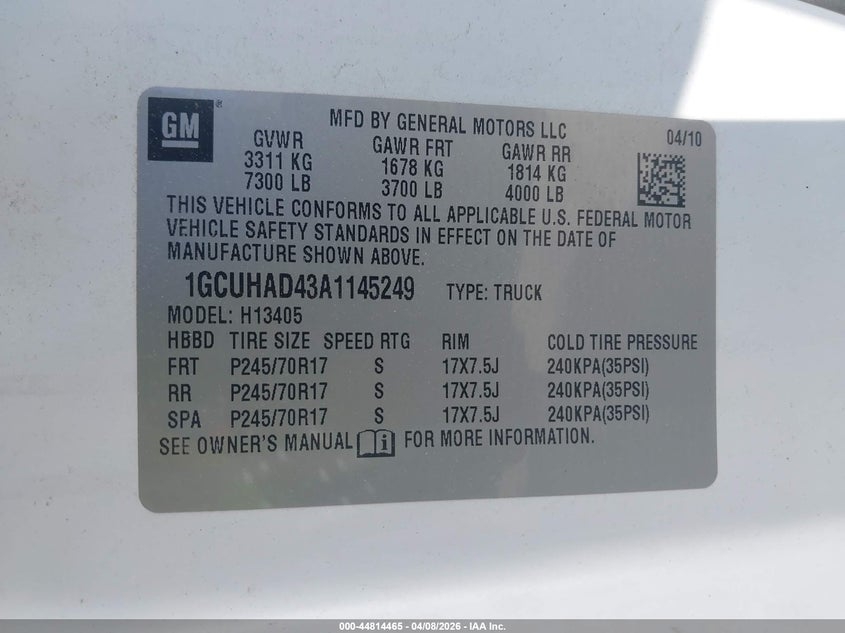 GM ®
MFD BY GENERAL MOTORS LLC
04/10
GVWR GAWR FRT GAWR RR
3311 KG 1678 KG 1814 KG
7300 LB 3700 LB 4000 LB
THIS VEHICLE CONFORMS TO ALL APPLICABLE U.S. FEDERAL MOTOR
VEHICLE SAFETY STANDARDS IN EFFECT ON THE DATE OF
MANUFACTURE SHOWN ABOVE.
1GCUHAD43A1145249 TYPE: TRUCK
MODEL: H13405
HBBD TIRE SIZE SPEED RTG RIM COLD TIRE PRESSURE
FRT P245/70R17 S 17X7.5J 240KPA(35PSI)
RR P245/70R17 S 17X7.5J 240KPA(35PSI)
SPA P245/70R17 S 17X7.5J 240KPA(35PSI)
SEE OWNER'S MANUAL i FOR MORE INFORMATION.
000-44814465 - 04/08/2026 - IAA Inc.